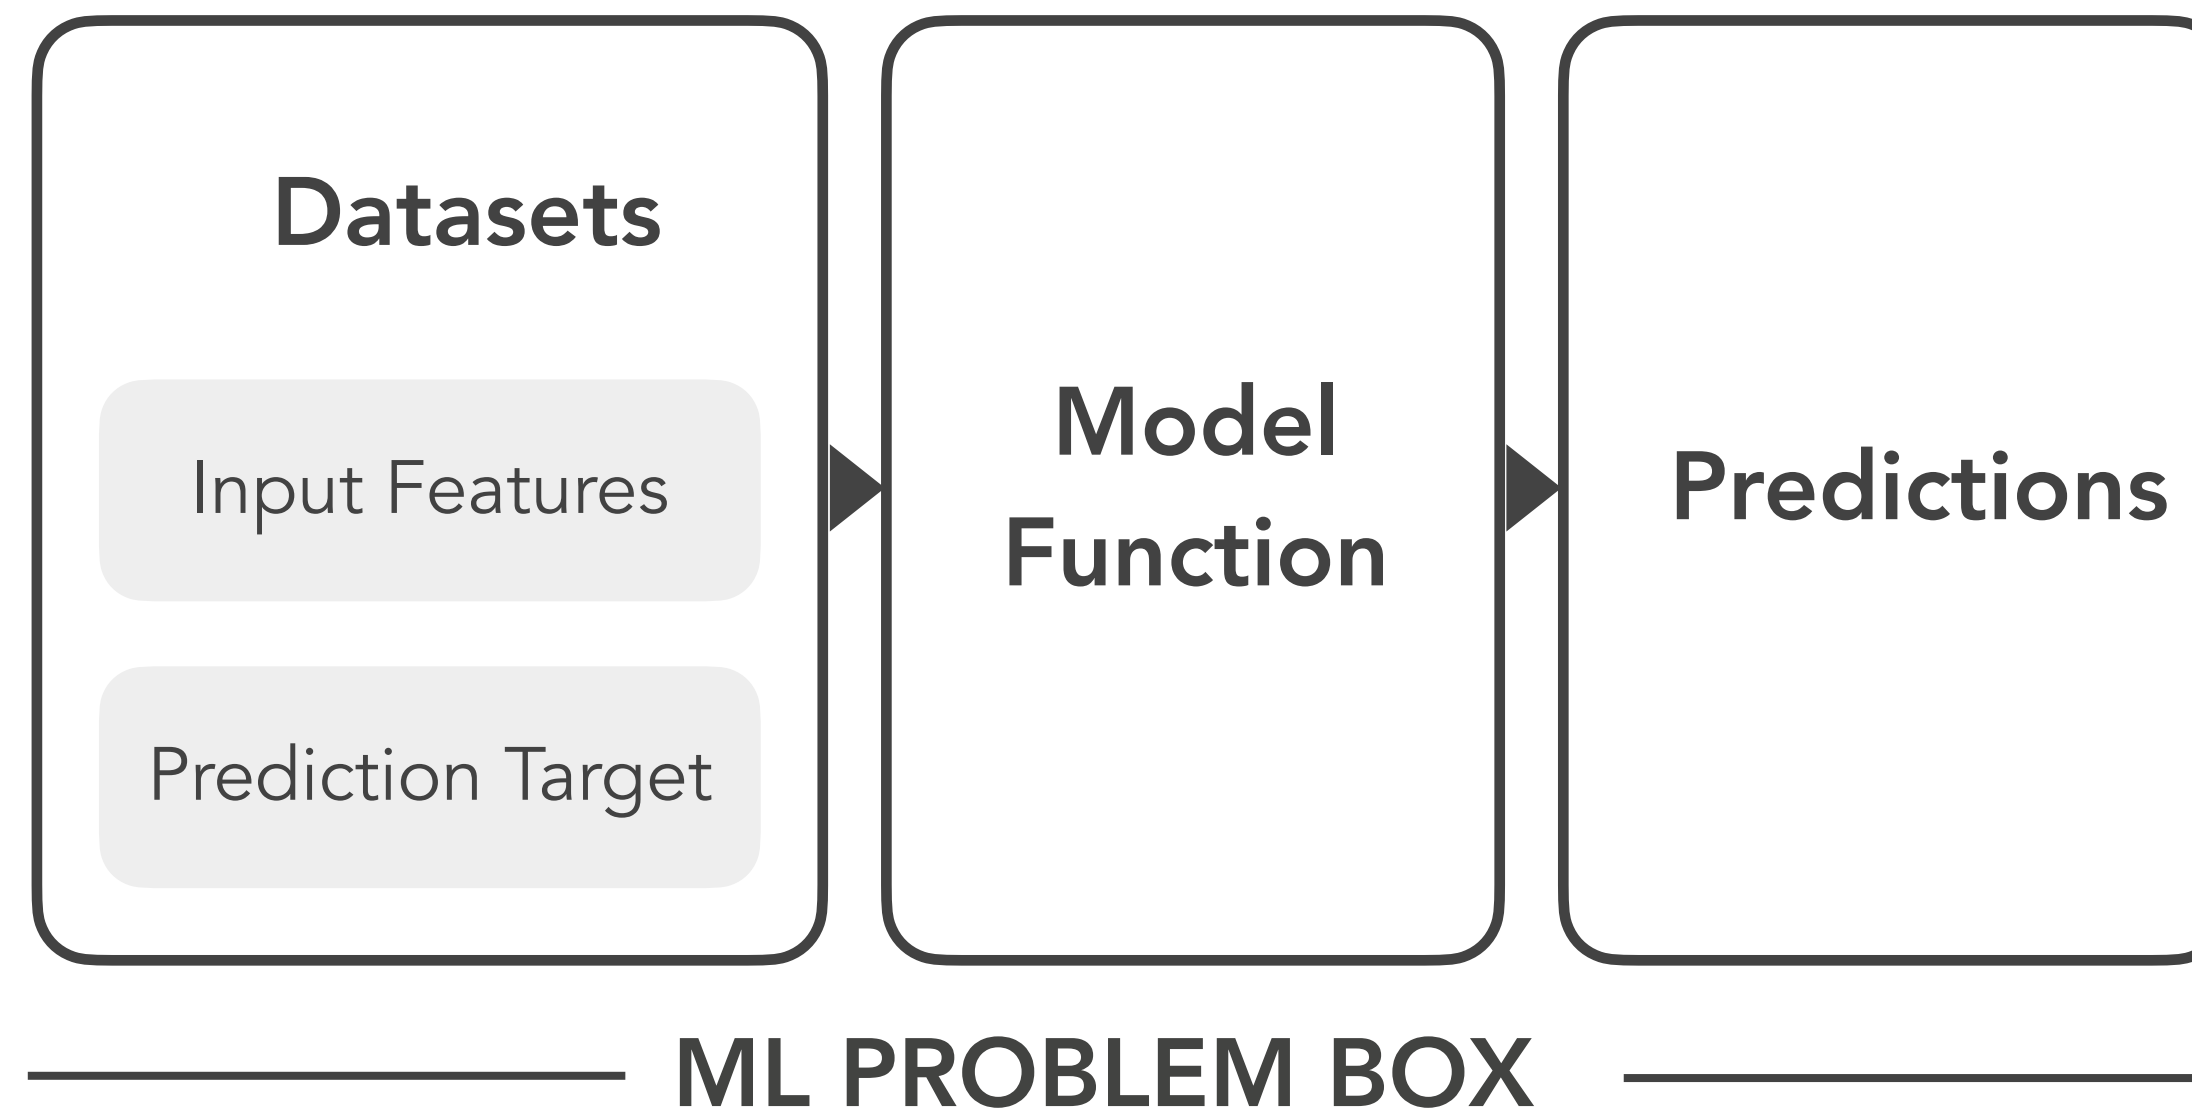 Datasets
Input Features
Prediction Target
Model
Function
Predictions
ML PROBLEM BOX